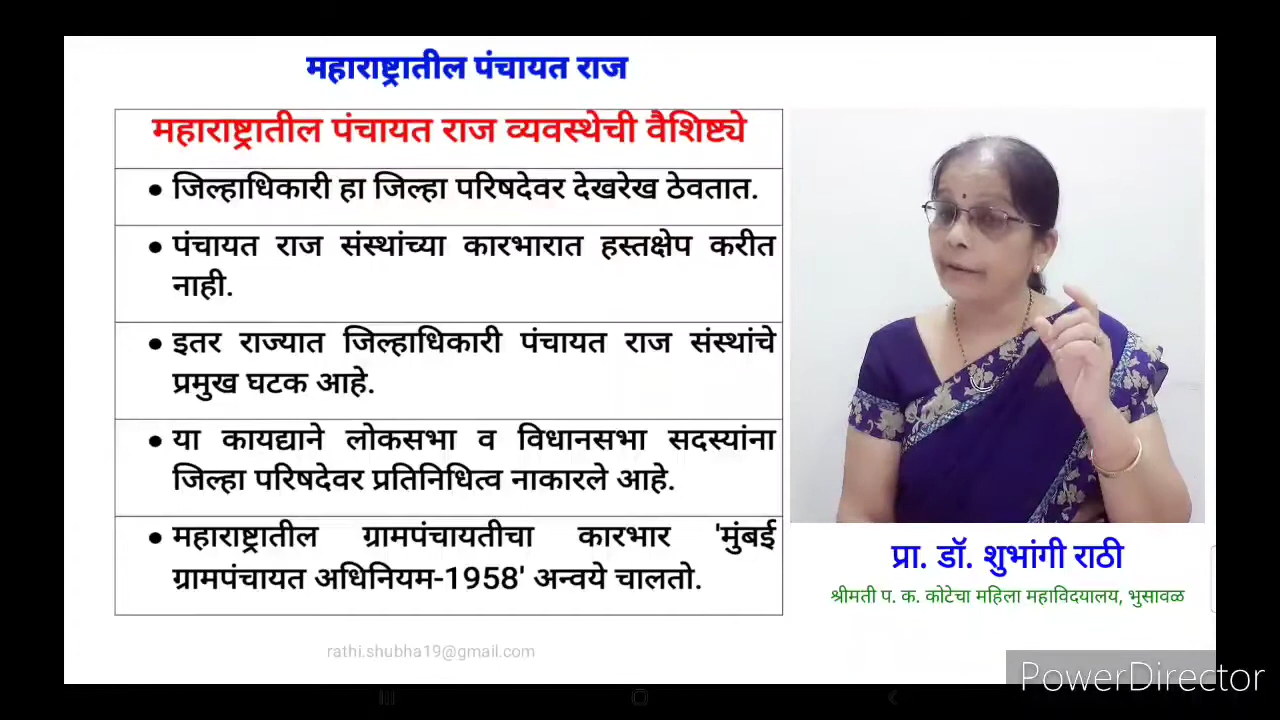 महाराष्ट्रातील पंचायत राज
महाराष्ट्रातील पंचायत राज व्यवस्थेची वैशिष्ट्ये
• जिल्हाधिकारी हा जिल्हा परिषदेवर देखरेख ठेवतात.
• पंचायत राज संस्थांच्या कारभारात हस्तक्षेप करीत
नाही.
• इतर राज्यात जिल्हाधिकारी पंचायत राज संस्थांचे
प्रमुख घटक आहे.
• या कायद्याने लोकसभा व विधानसभा सदस्यांना
जिल्हा परिषदेवर प्रतिनिधित्व नाकारले आहे.
• महाराष्ट्रातील ग्रामपंचायतीचा कारभार 'मुंबई
ग्रामपंचायत अधिनियम-1958' अन्वये चालतो.
प्रा. डॉ. शुभांगी राठी
श्रीमती प. क. कोटेचा महिला महाविदयालय, भुसावळ
rathi.shubha19@gmail.com
PowerDirector